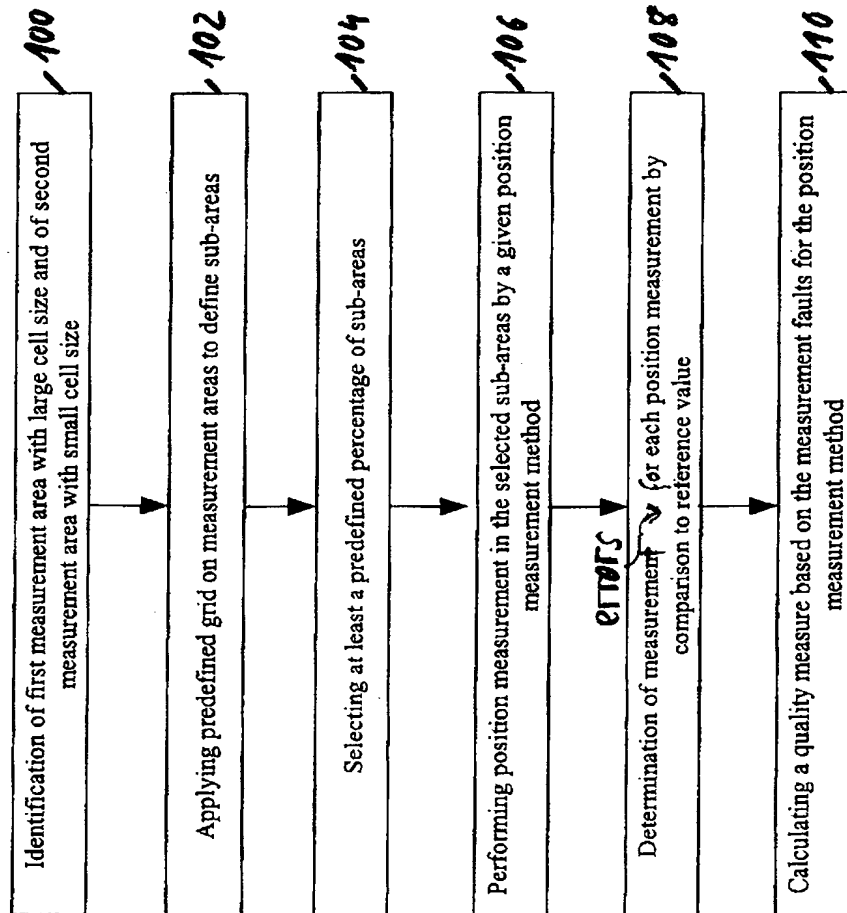 100
Identification of first measurement area with large cell size and of second
measurement area with small cell size
102
Applying predefined grid on measurement areas to define sub-areas
104
Selecting at least a predefined percentage of sub-areas
106
Performing position measurement in the selected sub-areas by a given position
measurement method
108
errors
Determination of measurement for each position measurement by
comparison to reference value
110
Calculating a quality measure based on the measurement faults for the position
measurement method